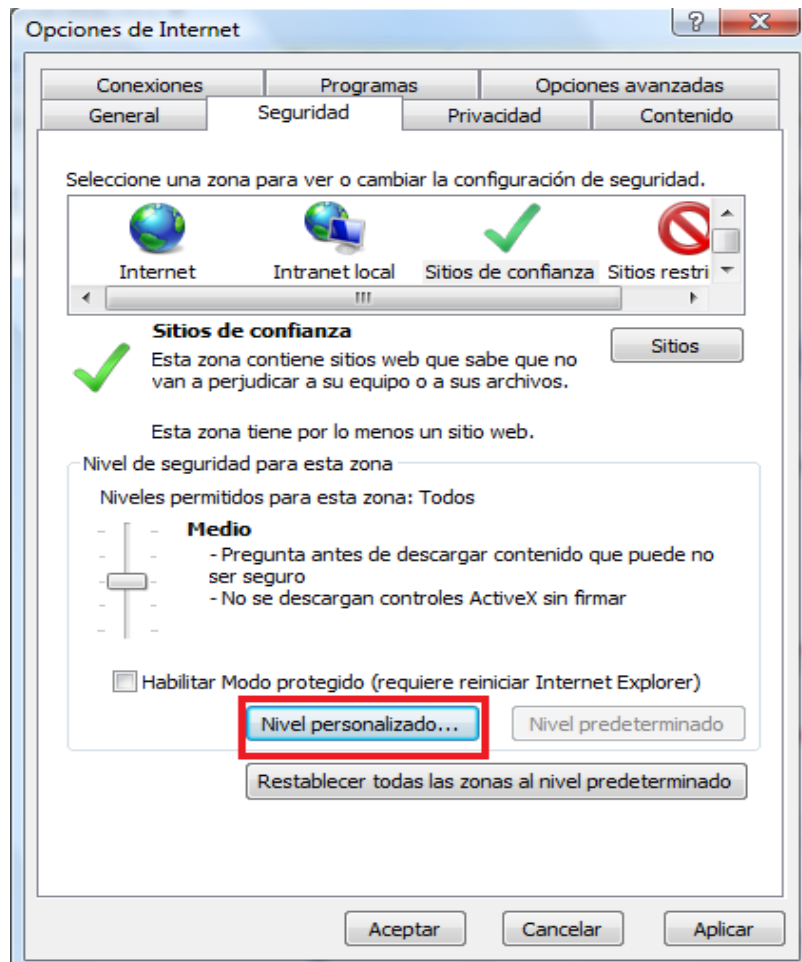 Opciones de Internet
Conexiones Programas Opciones avanzadas
General Seguridad Privacidad Contenido
Seleccione una zona para ver o cambiar la configuración de seguridad.
Internet Intranet local Sitios de confianza Sitios restri
Sitios de confianza
Sitios
Esta zona contiene sitios web que sabe que no
van a perjudicar a su equipo o a sus archivos.
Esta zona tiene por lo menos un sitio web.
Nivel de seguridad para esta zona
Niveles permitidos para esta zona: Todos
Medio
- Pregunta antes de descargar contenido que puede no
ser seguro
- No se descargan controles ActiveX sin firmar
Habilitar Modo protegido (requiere reiniciar Internet Explorer)
Nivel personalizado... Nivel predeterminado
Restablecer todas las zonas al nivel predeterminado
Aceptar Cancelar Aplicar